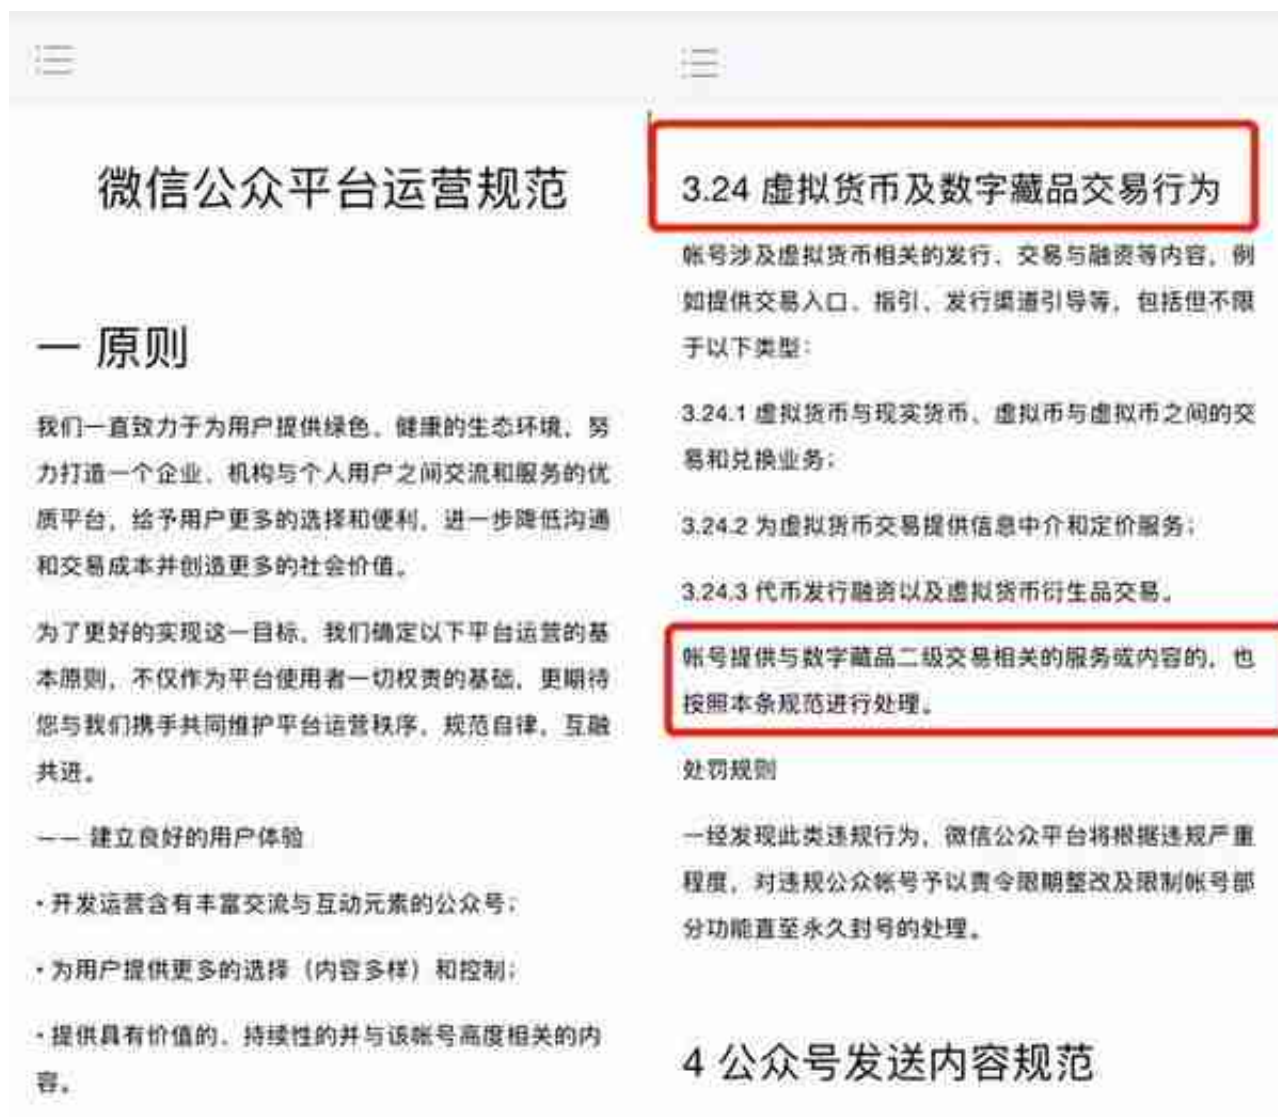 微信公众平台运营规范
一 原则
我们一直致力于为用户提供绿色、健康的生态环境，努
力打造一个企业、机构与个人用户之间交流和服务的优
质平台，给予用户更多的选择和便利，进一步降低沟通
和交易成本并创造更多的社会价值。
为了更好的实现这一目标，我们确定以下平台运营的基
本原则，不仅作为平台使用者一切权责的基础，更期待
您与我们携手共同维护平台运营秩序，规范自律，互融
共进。
—— 建立良好的用户体验
· 开发运营含有丰富交流与互动元素的公众号；
· 为用户提供更多的选择（内容多样）和控制；
· 提供具有价值的、持续性的并与该帐号高度相关的内
容。
3.24 虚拟货币及数字藏品交易行为
帐号涉及虚拟货币相关的发行、交易与融资等内容，例
如提供交易入口、指引、发行渠道引导等，包括但不限
于以下类型：
3.24.1 虚拟货币与现实货币、虚拟币与虚拟币之间的交
易和兑换业务；
3.24.2 为虚拟货币交易提供信息中介和定价服务；
3.24.3 代币发行融资以及虚拟货币衍生品交易。
帐号提供与数字藏品二级交易相关的服务或内容的，也
按照本条规范进行处理。
处罚规则
一经发现此类违规行为，微信公众平台将根据违规严重
程度，对违规公众帐号予以责令限期整改及限制帐号部
分功能直至永久封号的处理。
4 公众号发送内容规范